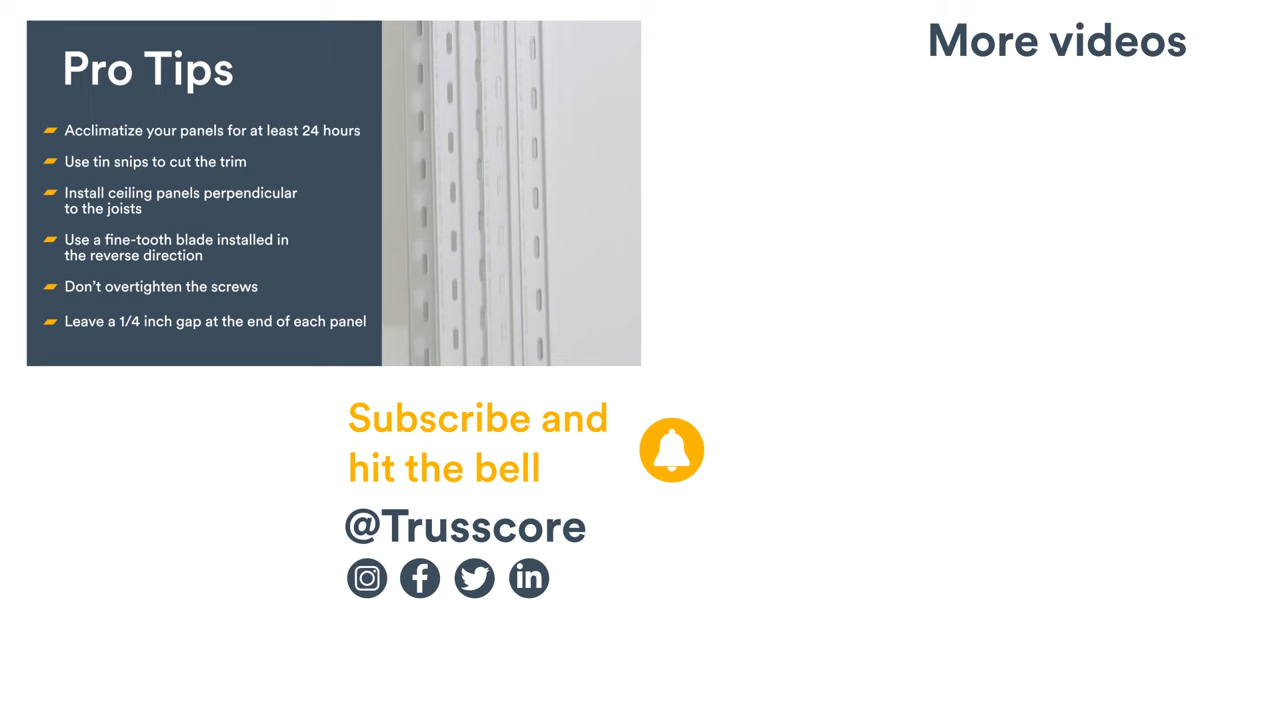 Pro Tips
Acclimatize your panels for at least 24 hours
Use tin snips to cut the trim
Install ceiling panels perpendicular
to the joists
Use a fine-tooth blade installed in
the reverse direction
Don't overtighten the screws
Leave a 1/4 inch gap at the end of each panel
More videos
Subscribe and
hit the bell
@Trusscore